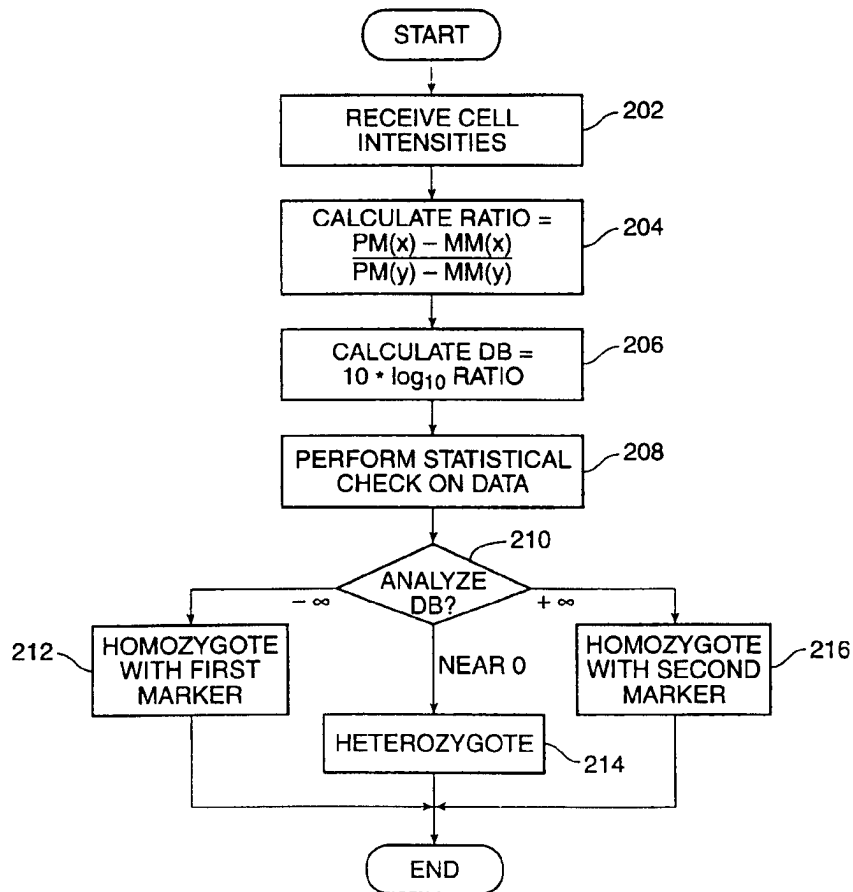 START
RECEIVE CELL
INTENSITIES
202
CALCULATE RATIO =
PM(x) – MM(x)
PM(y) – MM(y)
204
CALCULATE DB =
10 * log₁₀ RATIO
206
PERFORM STATISTICAL
CHECK ON DATA
208
210
ANALYZE
DB?
– ∞
+ ∞
212
HOMOZYGOTE
WITH FIRST
MARKER
NEAR 0
HOMOZYGOTE
WITH SECOND
MARKER
216
HETEROZYGOTE
214
END